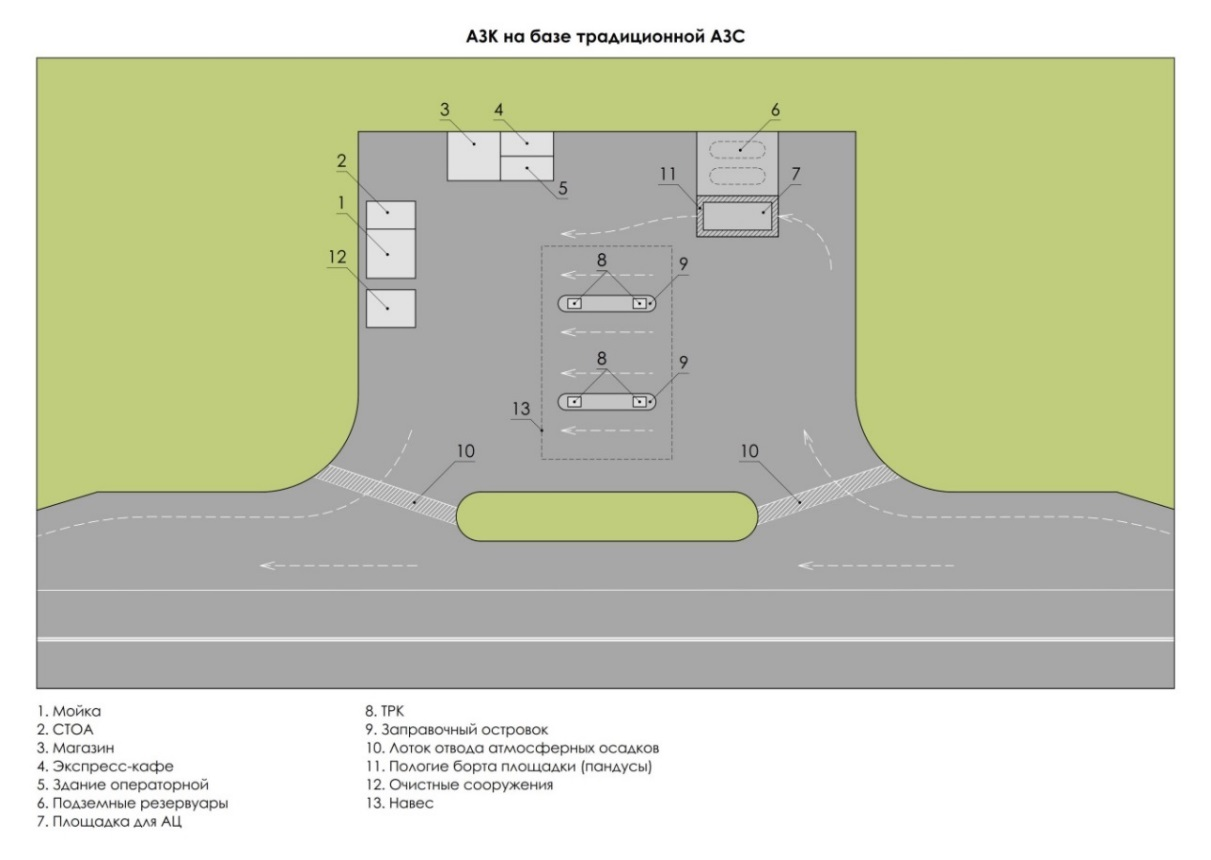 АЗК на базе традиционной АЗС
3
4
6
2
11
7
5
1
12
8
9
8
9
13
10
10
1. Мойка
2. СТОА
3. Магазин
4. Экспресс-кафе
5. Здание операторной
6. Подземные резервуары
7. Площадка для АЦ
8. ТРК
9. Заправочный островок
10. Лоток отвода атмосферных осадков
11. Пологие борта площадки (пандусы)
12. Очистные сооружения
13. Навес